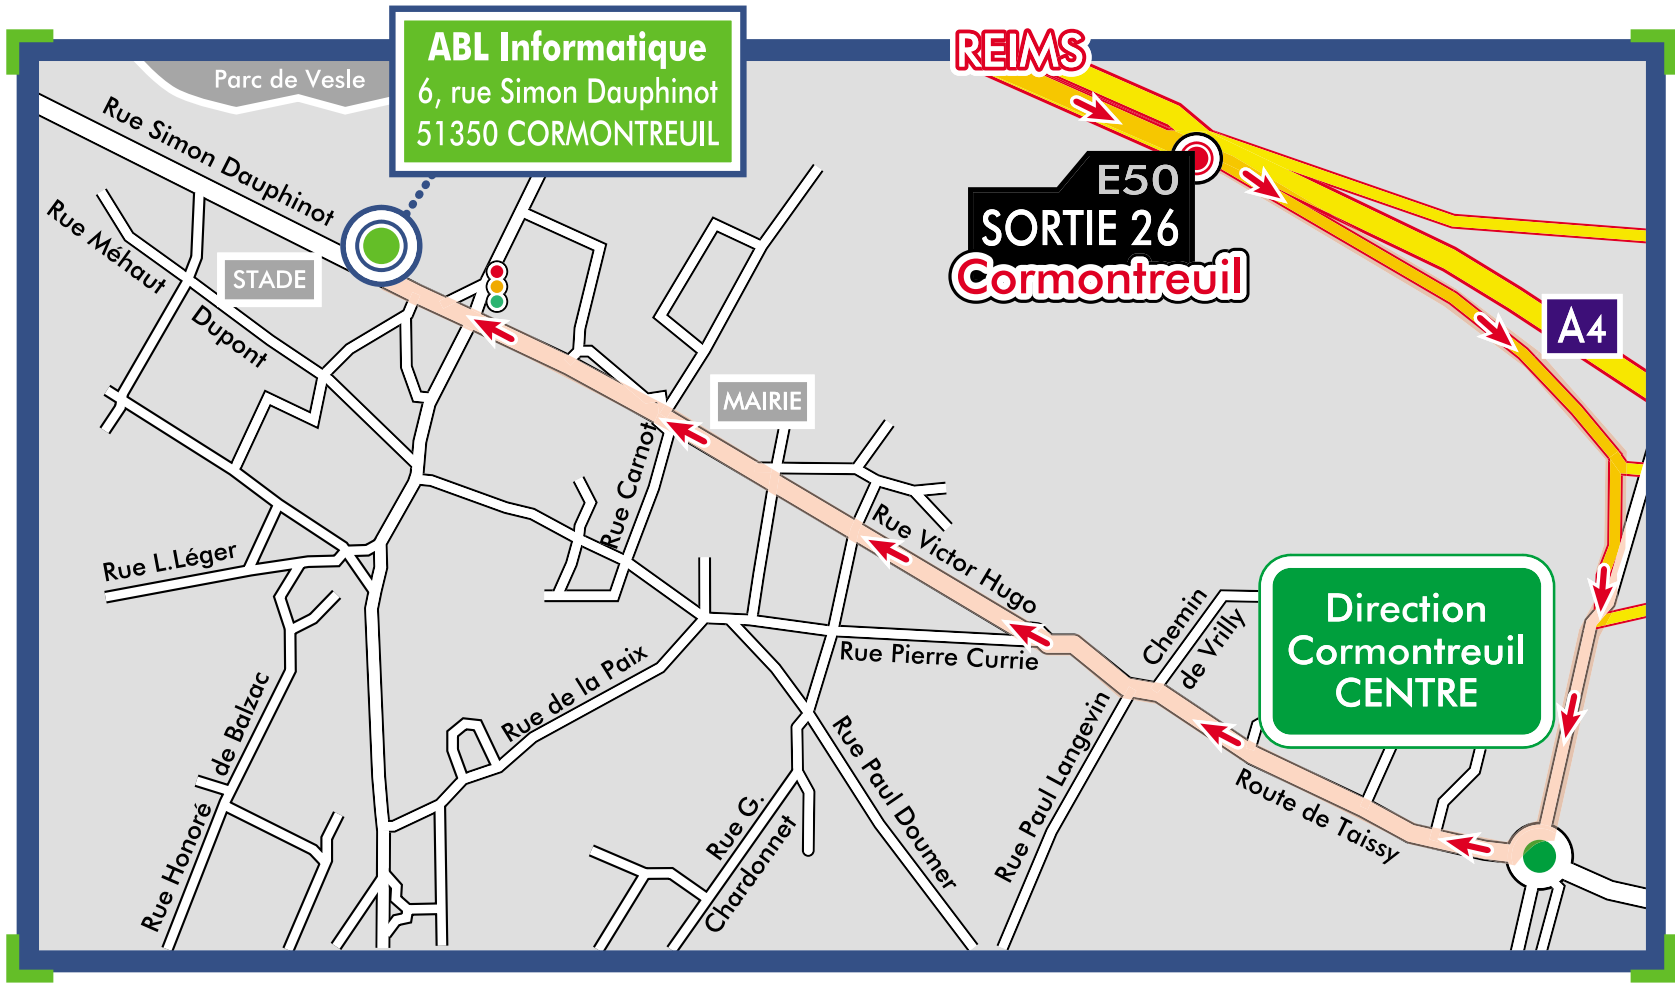 ABL Informatique
6, rue Simon Dauphinot
51350 CORMONTREUIL
REIMS
Parc de Vesle
Rue Simon Dauphinot
E50
SORTIE 26
Cormontreuil
Rue Méhaut
Dupont
STADE
A4
MAIRIE
Rue Carnot
Rue L.Léger
Rue Victor Hugo
Direction
Cormontreuil
CENTRE
Chemin
de Vrilly
Rue Pierre Currie
Rue de la Paix
Rue Honoré
de Balzac
Rue Paul Langevin
Rue Paul Doumer
Route de Taissy
Rue G.
Chardonnet